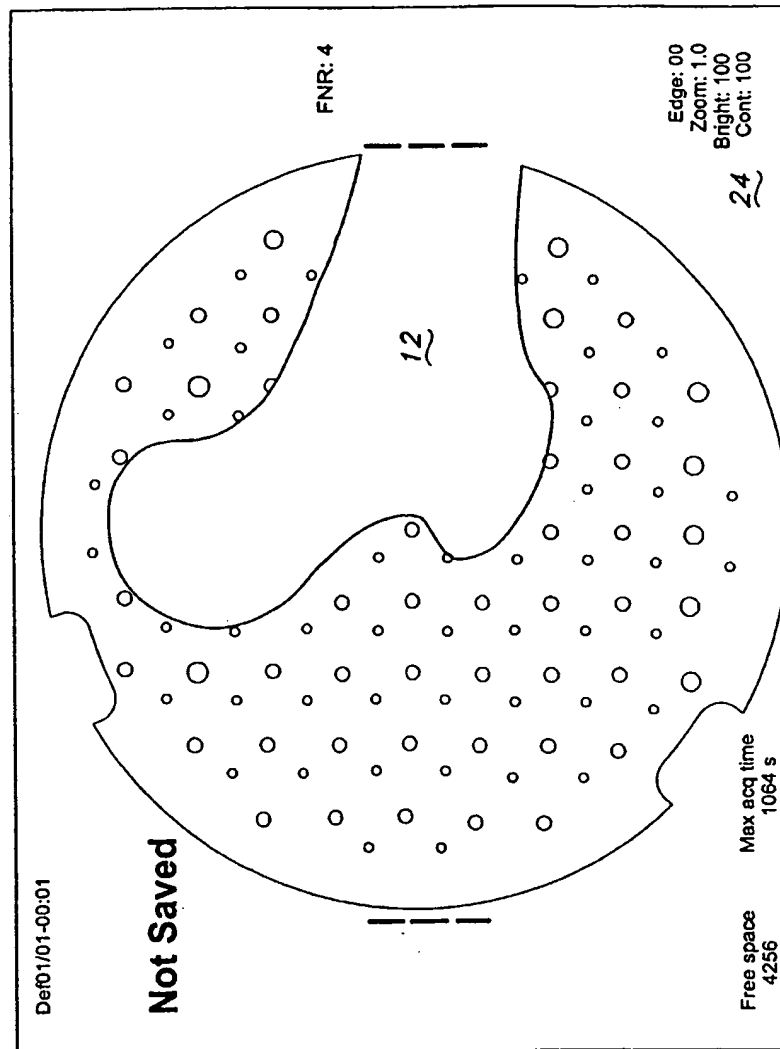 Def01/01-00:01
Not Saved
FNR: 4
12
Edge: 00
Zoom: 1.0
Bright: 100
Cont: 100
24
Free space
4256
Max acq time
1064 s